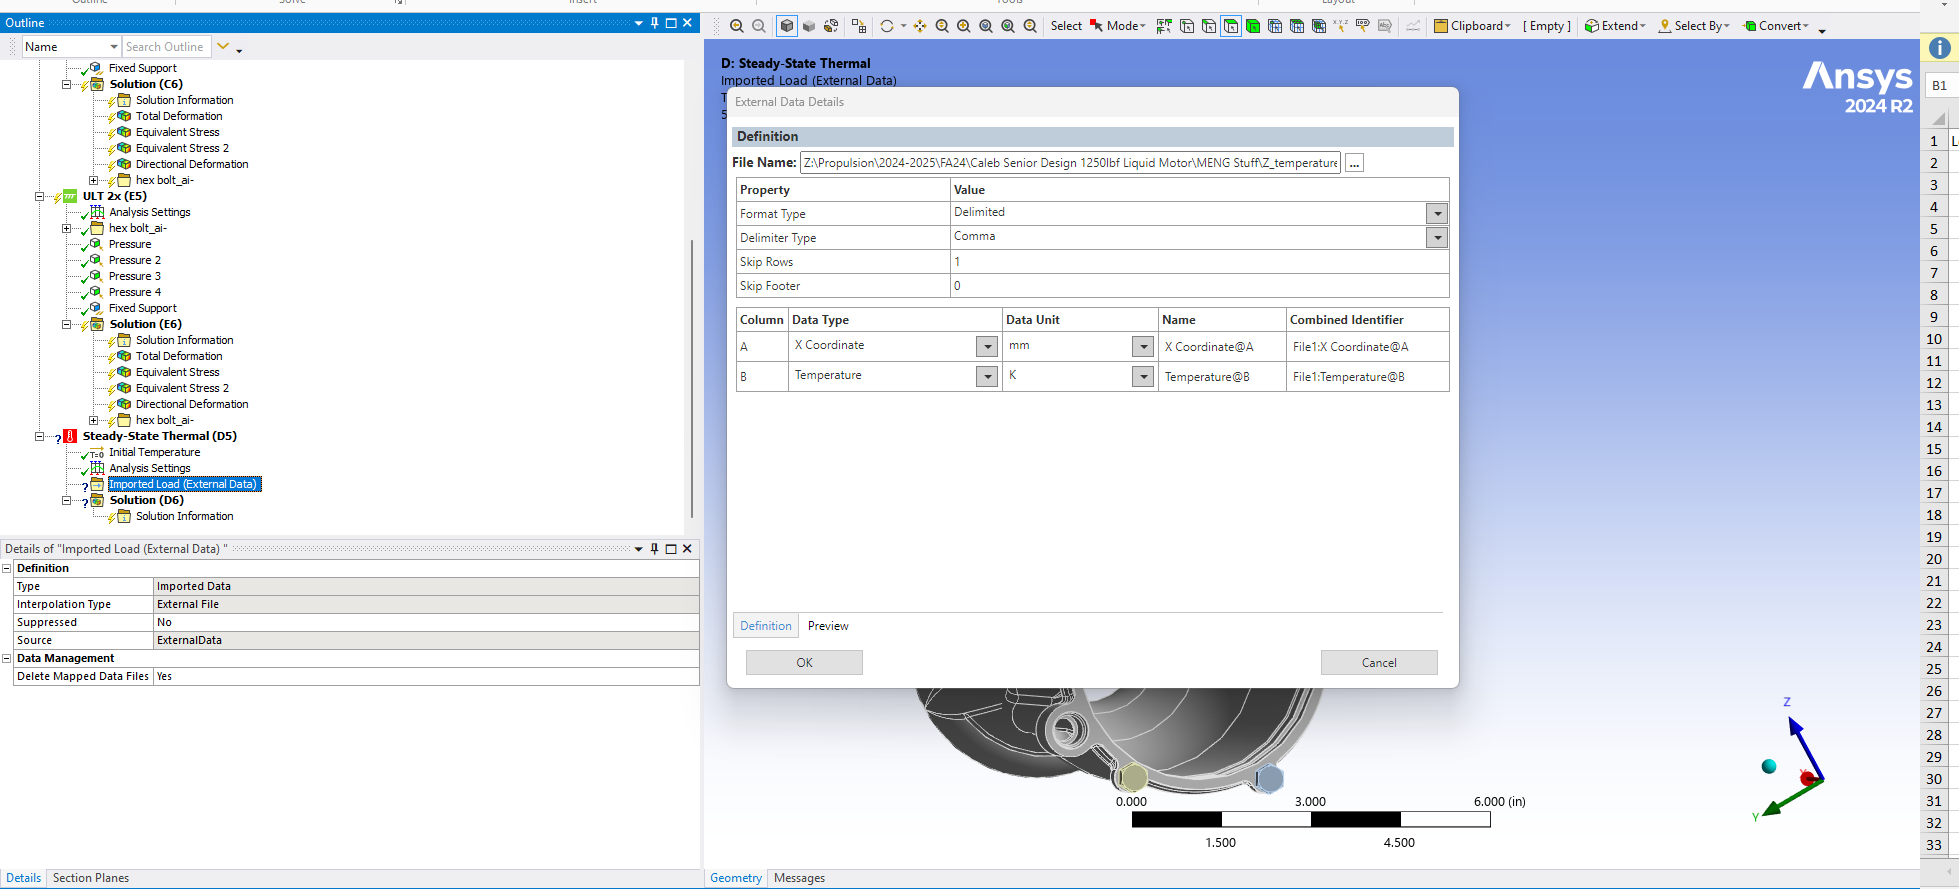 Outline
Solve
Insert
Tools
Layout
Outline
Name
Search Outline
Fixed Support
Solution (C6)
Solution Information
Total Deformation
Equivalent Stress
Equivalent Stress 2
Directional Deformation
hex bolt_ai-
ULT 2x (E5)
Analysis Settings
hex bolt_ai-
Pressure
Pressure 2
Pressure 3
Pressure 4
Fixed Support
Solution (E6)
Solution Information
Total Deformation
Equivalent Stress
Equivalent Stress 2
Directional Deformation
hex bolt_ai-
Steady-State Thermal (D5)
Initial Temperature
Analysis Settings
Imported Load (External Data)
Solution (D6)
Solution Information
Details of "Imported Load (External Data) "
Definition
Type Imported Data
Interpolation Type External File
Suppressed No
Source ExternalData
Data Management
Delete Mapped Data Files Yes
Details Section Planes
Select Mode Clipboard [ Empty ] Extend Select By Convert
D: Steady-State Thermal
Imported Load (External Data)
Ansys
2024 R2
External Data Details
Definition
File Name: Z:\Propulsion\2024-2025\FA24\Caleb Senior Design 1250lbf Liquid Motor\MENG Stuff\Z_temperature ...
Property Value
Format Type Delimited
Delimiter Type Comma
Skip Rows 1
Skip Footer 0
Column Data Type Data Unit Name Combined Identifier
A X Coordinate mm X Coordinate@A File1:X Coordinate@A
B Temperature K Temperature@B File1:Temperature@B
Definition Preview
OK Cancel
0.000 3.000 6.000 (in)
1.500 4.500
Z
X
Y
Geometry Messages
B1
1
2
3
4
5
6
7
8
9
10
11
12
13
14
15
16
17
18
19
20
21
22
23
24
25
26
27
28
29
30
31
32
33